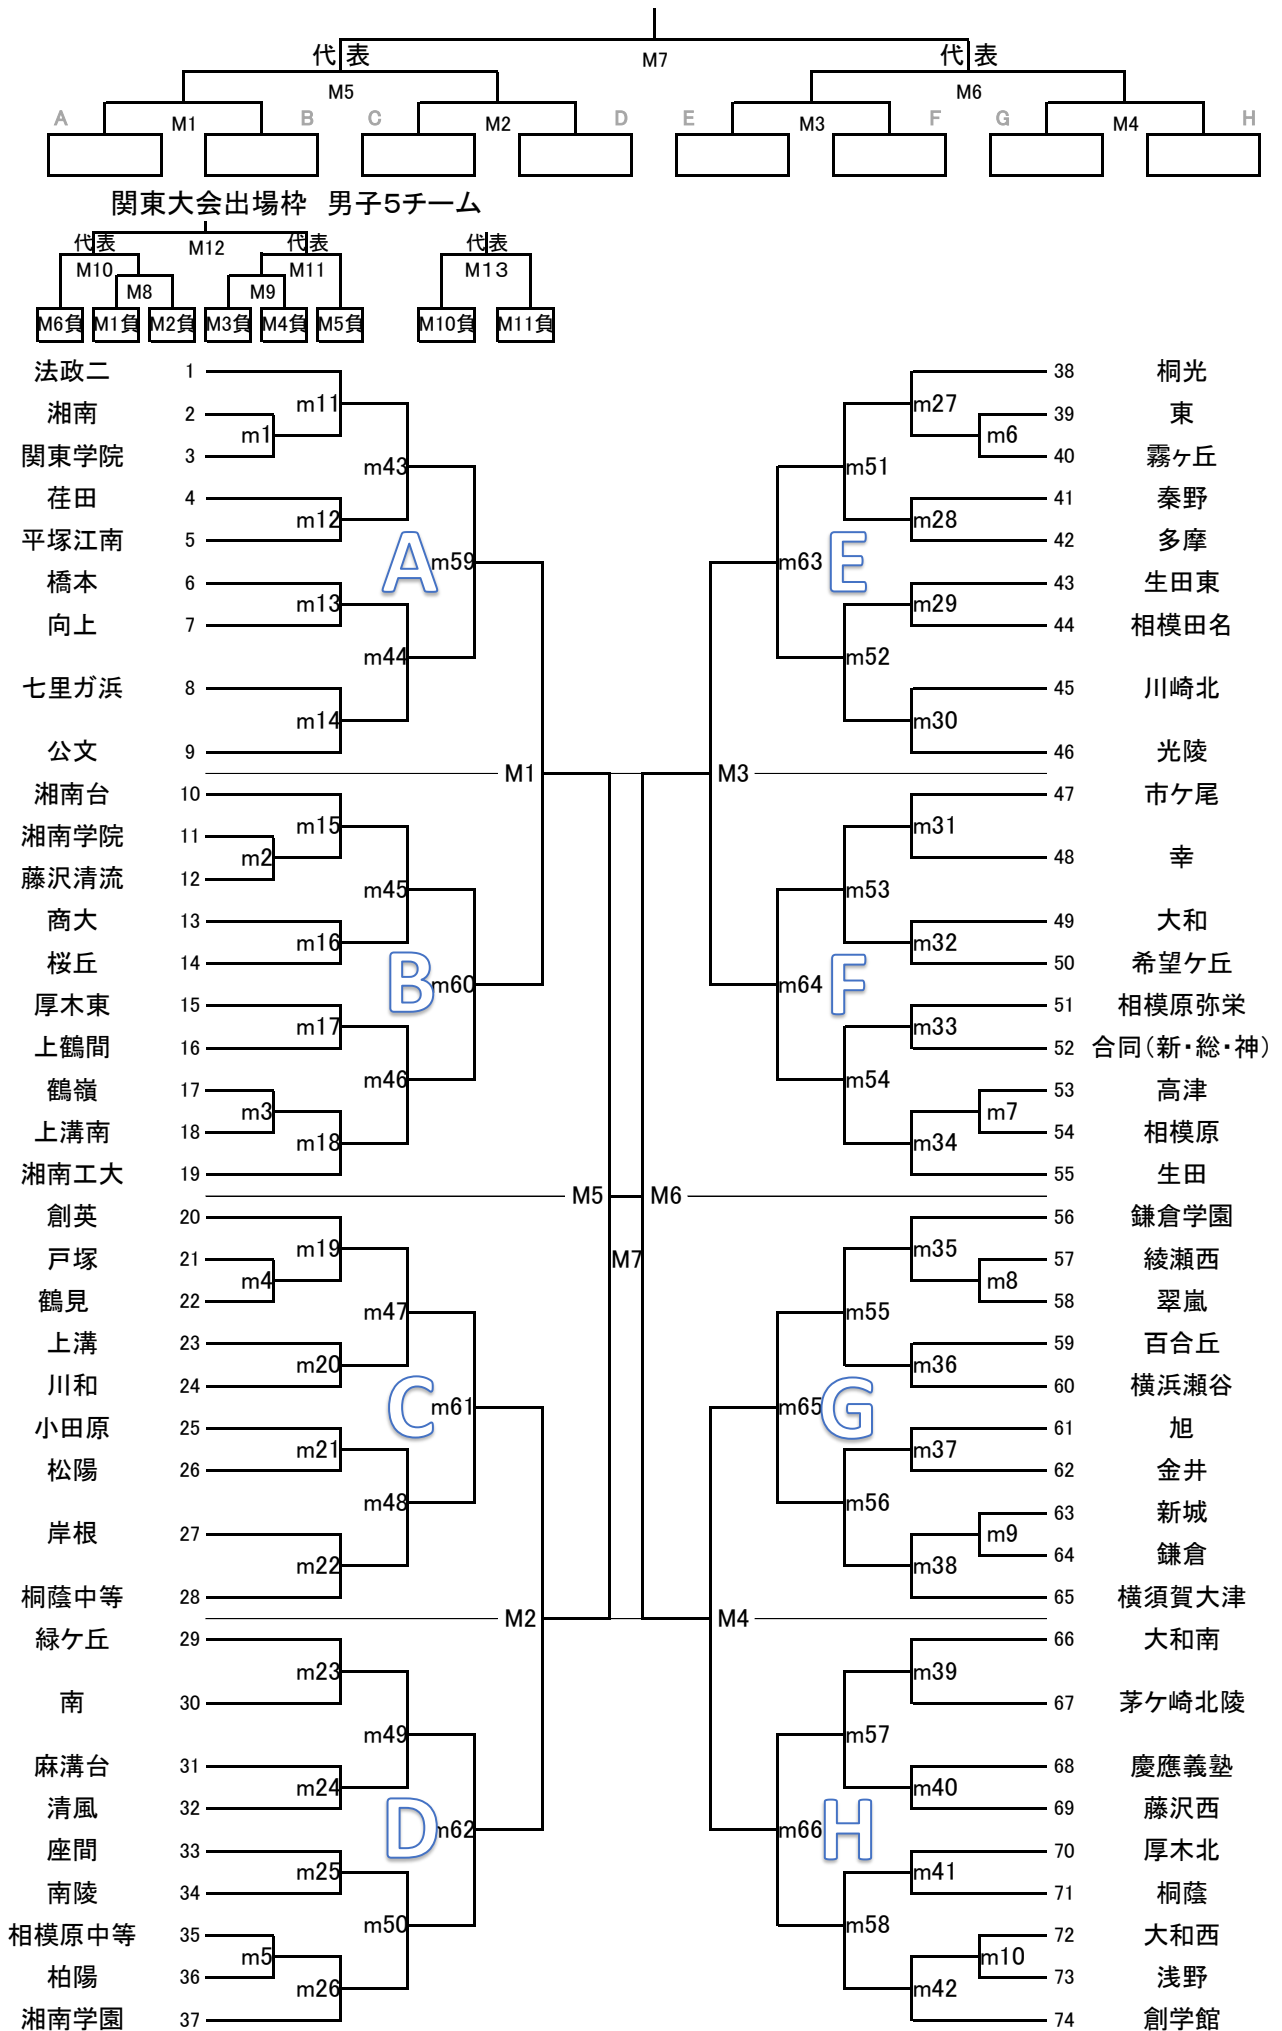 代表 代表
M7
M5 M6
A M1 B C M2 D E M3 F G M4 H
関東大会出場枠 男子5チーム
代表 M12 代表 代表
M10 M11 M13
M8 M9
M6負 M1負 M2負 M3負 M4負 M5負 M10負 M11負
法政二 1 38 桐光
m11 m27
湘南 2 39 東
m1 m6
関東学院 3 40 霧ヶ丘
m43 m51
荏田 4 41 秦野
m12 m28
平塚江南 5 42 多摩
A m59 m63 E
橋本 6 43 生田東
m13 m29
向上 7 44 相模田名
m44 m52
七里ガ浜 8 45 川崎北
m14 m30
公文 9 46 光陵
M1 M3
湘南台 10 47 市ケ尾
m15 m31
湘南学院 11
m2 48 幸
藤沢清流 12
m45 m53
商大 13 49 大和
m16 m32
桜丘 14 50 希望ケ丘
B m60 m64 F
厚木東 15 51 相模原弥栄
m17 m33
上鶴間 16 52 合同(新・総・神)
m46 m54
鶴嶺 17 53 高津
m3 m7
上溝南 18 54 相模原
m18 m34
湘南工大 19 55 生田
M5 M6
創英 20 56 鎌倉学園
m19 m35
戸塚 21 M7 57 綾瀬西
m4 m8
鶴見 22 58 翠嵐
m47 m55
上溝 23 59 百合丘
m20 m36
川和 24 60 横浜瀬谷
C m61 m65 G
小田原 25 61 旭
m21 m37
松陽 26 62 金井
m48 m56
63 新城
岸根 27 m9
64 鎌倉
m22 m38
桐蔭中等 28 65 横須賀大津
M2 M4
緑ケ丘 29 66 大和南
m23 m39
南 30 67 茅ケ崎北陵
m49 m57
麻溝台 31 68 慶應義塾
m24 m40
清風 32 69 藤沢西
D m62 m66 H
座間 33 70 厚木北
m25 m41
南陵 34 71 桐蔭
m50 m58
相模原中等 35 72 大和西
m5 m10
柏陽 36 73 浅野
m26 m42
湘南学園 37 74 創学館